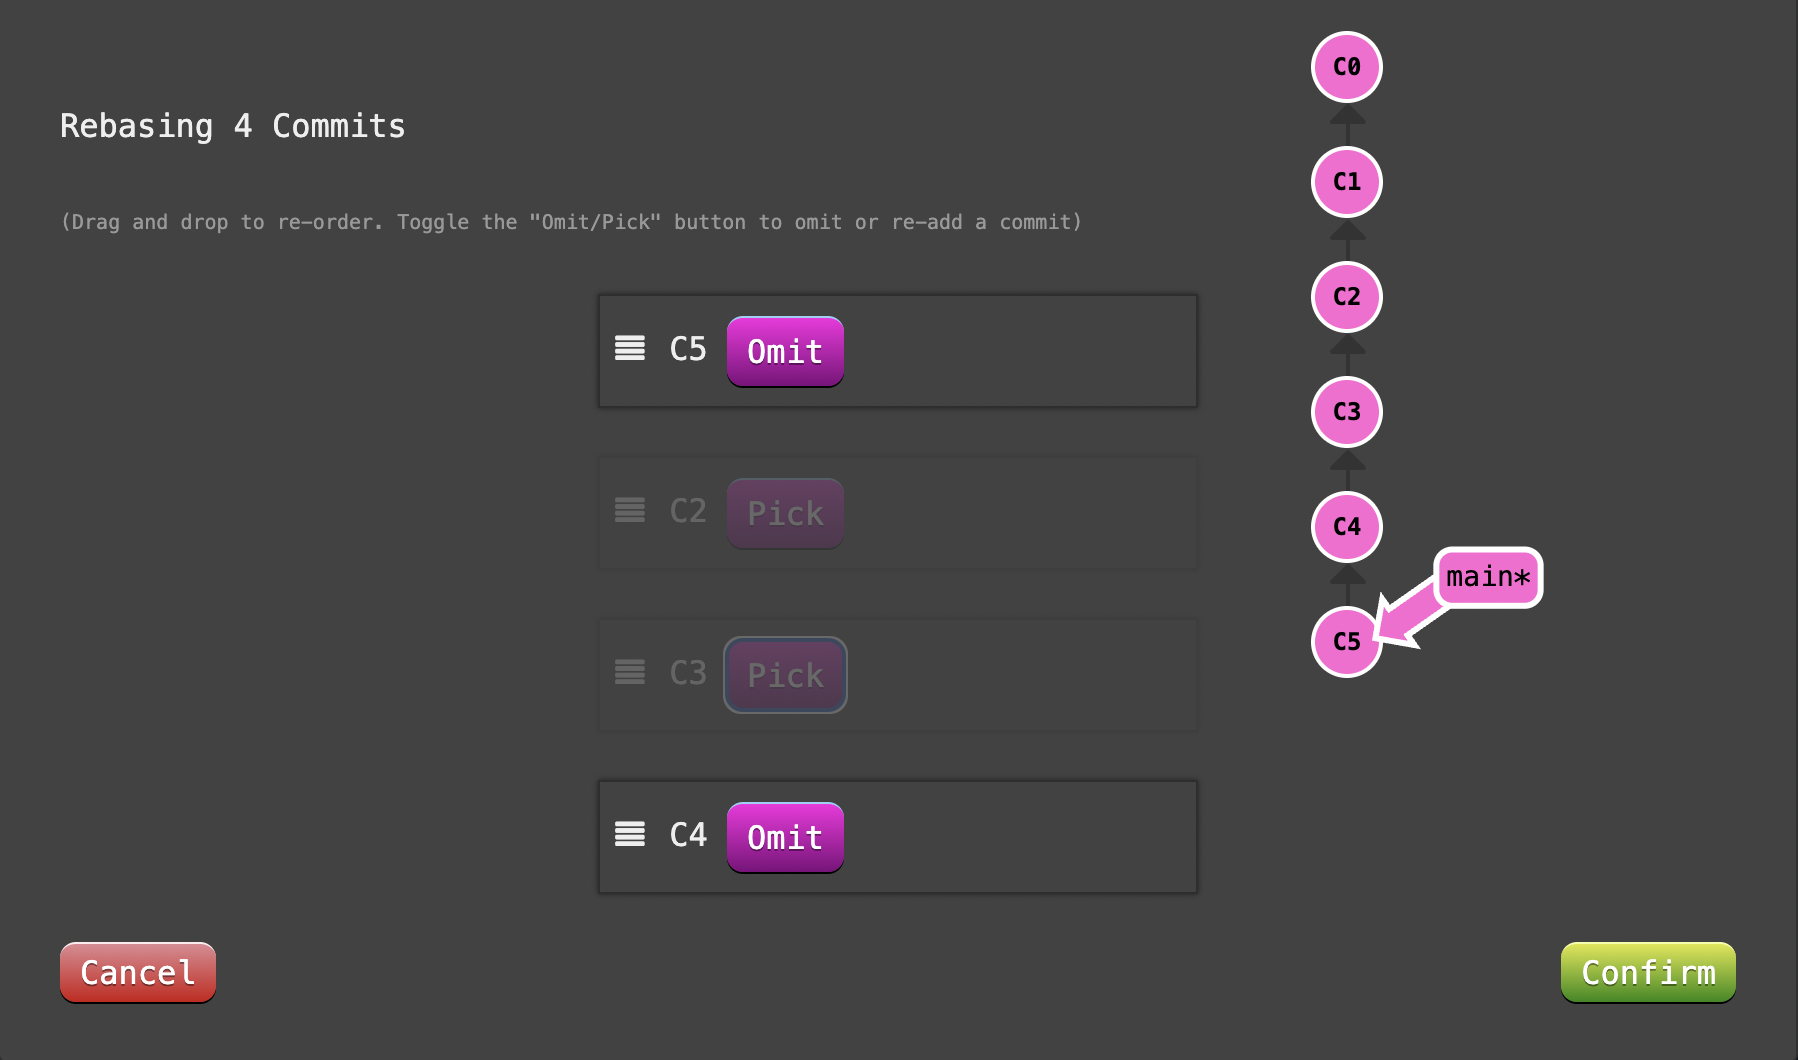 Rebasing 4 Commits
(Drag and drop to re-order. Toggle the "Omit/Pick" button to omit or re-add a commit)
C5 Omit
C2 Pick
C3 Pick
C4 Omit
Cancel
Confirm
C0
C1
C2
C3
C4
main*
C5